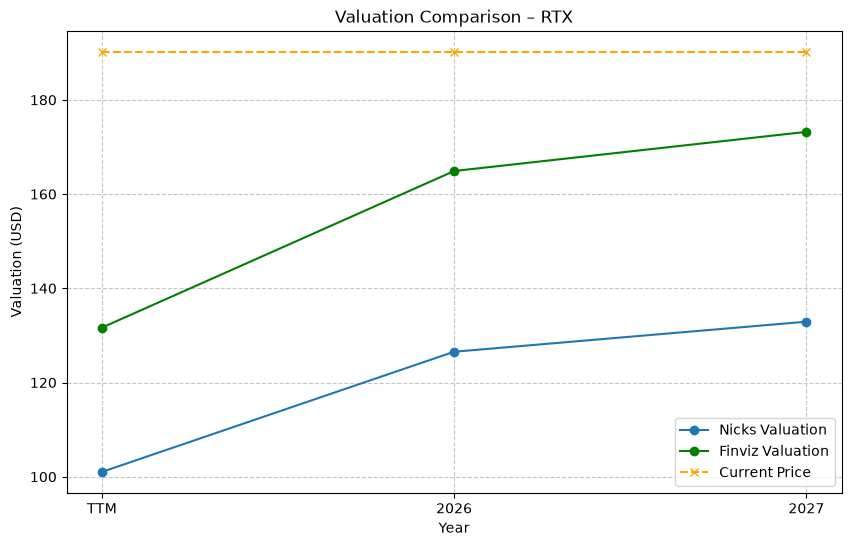 Valuation Comparison – RTX
Valuation (USD)
180
160
140
120
100
TTM
2026
2027
Year
Nicks Valuation
Finviz Valuation
Current Price